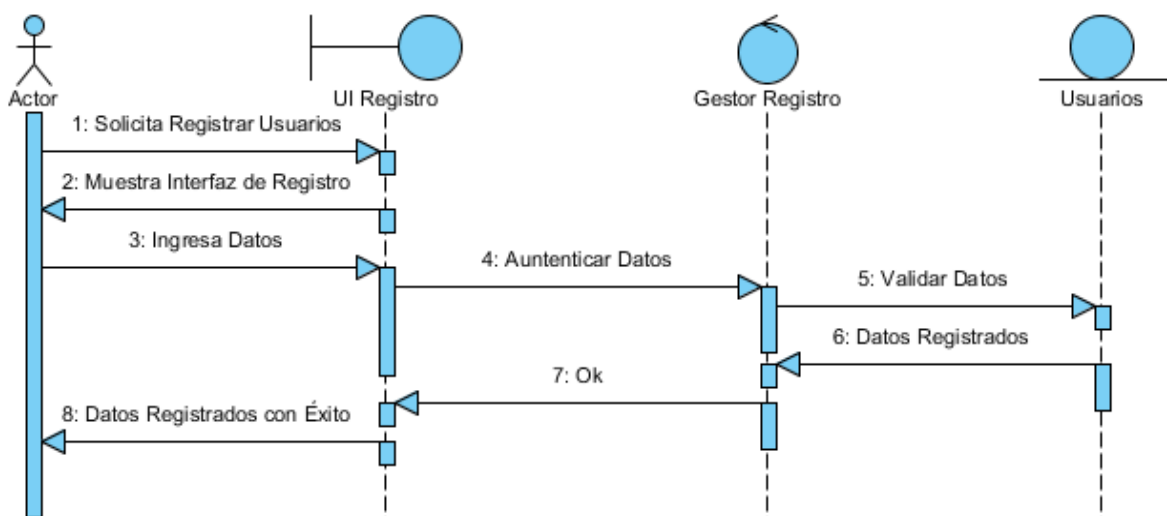 Actor
UI Registro
Gestor Registro
Usuarios
1: Solicita Registrar Usuarios
2: Muestra Interfaz de Registro
3: Ingresa Datos
4: Auntenticar Datos
5: Validar Datos
6: Datos Registrados
7: Ok
8: Datos Registrados con Éxito